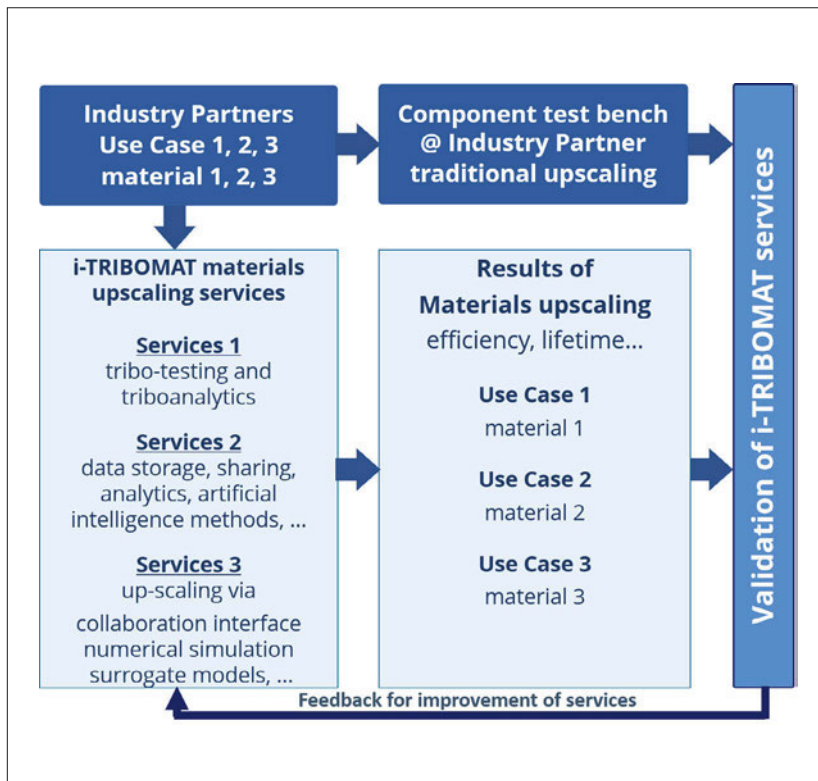 Industry Partners
Use Case 1, 2, 3
material 1, 2, 3
Component test bench
@ Industry Partner
traditional upscaling
i-TRIBOMAT materials
upscaling services
Services 1
tribo-testing and
triboanalytics
Services 2
data storage, sharing,
analytics, artificial
intelligence methods, ...
Services 3
up-scaling via
collaboration interface
numerical simulation
surrogate models, ...
Results of
Materials upscaling
efficiency, lifetime...
Use Case 1
material 1
Use Case 2
material 2
Use Case 3
material 3
Validation of i-TRIBOMAT services
Feedback for improvement of services